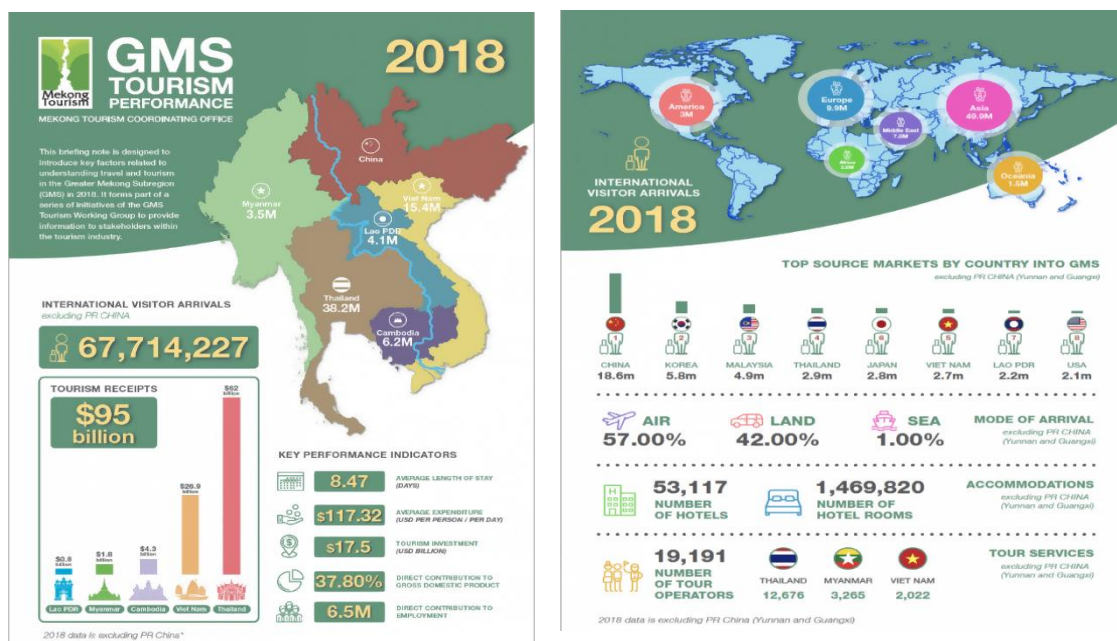 Mekong
Tourism
GMS
TOURISM
PERFORMANCE
2018
MEKONG TOURISM COORDINATING OFFICE
This briefing note is designed to
introduce key factors related to
understanding travel and tourism
in the Greater Mekong Subregion
(GMS) in 2018. It forms part of a
series of initiatives of the GMS
Tourism Working Group to provide
information to stakeholders within
the tourism industry.
China
Myanmar
3.5M
Viet Nam
15.4M
Lao PDR
4.1M
Thailand
38.2M
Cambodia
6.2M
INTERNATIONAL VISITOR ARRIVALS
excluding PR CHINA
67,714,227
TOURISM RECEIPTS
$95
billion
$62
billion
$26.9
billion
$4.3
billion
$1.8
billion
billion
Lao PDR
Myanmar
Cambodia
Viet Nam
Thailand
KEY PERFORMANCE INDICATORS
8.47
AVERAGE LENGTH OF STAY
(DAYS)
$117.32
AVERAGE EXPENDITURE
(USD PER PERSON / PER DAY)
$17.5
TOURISM INVESTMENT
(USD BILLION)
37.80%
DIRECT CONTRIBUTION TO
GROSS DOMESTIC PRODUCT
6.5M
DIRECT CONTRIBUTION TO
EMPLOYMENT
2018 data is excluding PR China*
America
3M
Europe
9.9M
Asia
49.9M
Middle East
Africa
Oceania
1.5M
INTERNATIONAL
VISITOR ARRIVALS
2018
TOP SOURCE MARKETS BY COUNTRY INTO GMS
excluding PR CHINA (Yunnan and Guangxi)
1
2
3
4
6
5
7
8
CHINA
18.6m
KOREA
5.8m
MALAYSIA
4.9m
THAILAND
2.9m
JAPAN
2.8m
VIET NAM
2.7m
LAO PDR
2.2m
USA
2.1m
AIR
57.00%
LAND
42.00%
SEA
1.00%
MODE OF ARRIVAL
excluding PR CHINA
(Yunnan and Guangxi)
53,117
NUMBER
OF HOTELS
1,469,820
NUMBER OF
HOTEL ROOMS
ACCOMMODATIONS
excluding PR CHINA
(Yunnan and Guangxi)
19,191
NUMBER
OF TOUR
OPERATORS
THAILAND
12,676
MYANMAR
3,265
VIET NAM
2,022
TOUR SERVICES
excluding PR CHINA
(Yunnan and Guangxi)
2018 data is excluding PR China (Yunnan and Guangxi)